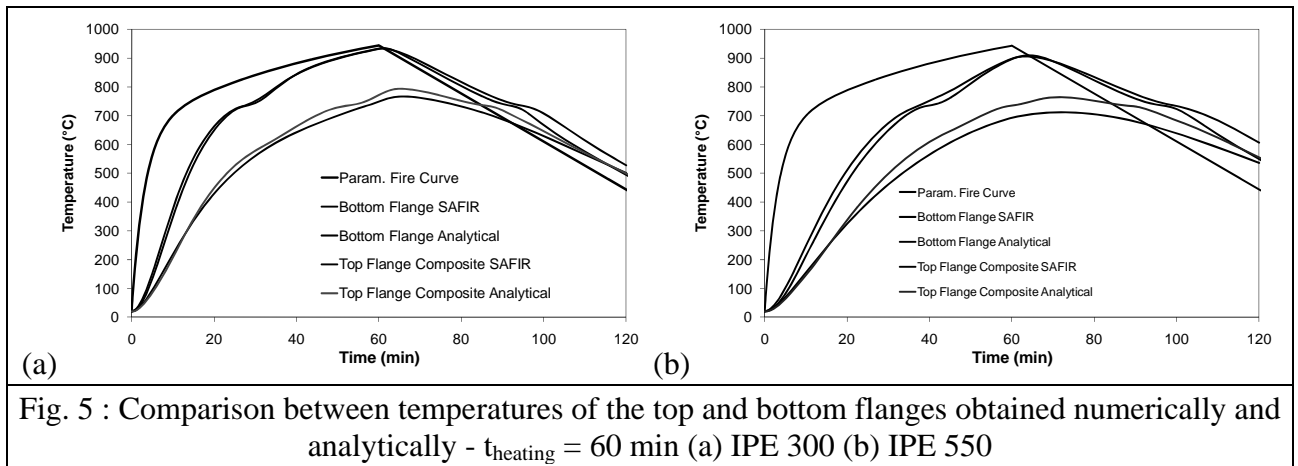 1000
900
800
700
600
500
400
300
200
100
0
Temperature (°C)
Param. Fire Curve
Bottom Flange SAFIR
Bottom Flange Analytical
Top Flange Composite SAFIR
Top Flange Composite Analytical
0 20 40 60 80 100 120
Time (min)
(a)
1000
900
800
700
600
500
400
300
200
100
0
Temperature (°C)
Param. Fire Curve
Bottom Flange SAFIR
Bottom Flange Analytical
Top Flange Composite SAFIR
Top Flange Composite Analytical
0 20 40 60 80 100 120
Time (min)
(b)
Fig. 5 : Comparison between temperatures of the top and bottom flanges obtained numerically and
analytically - theating = 60 min (a) IPE 300 (b) IPE 550